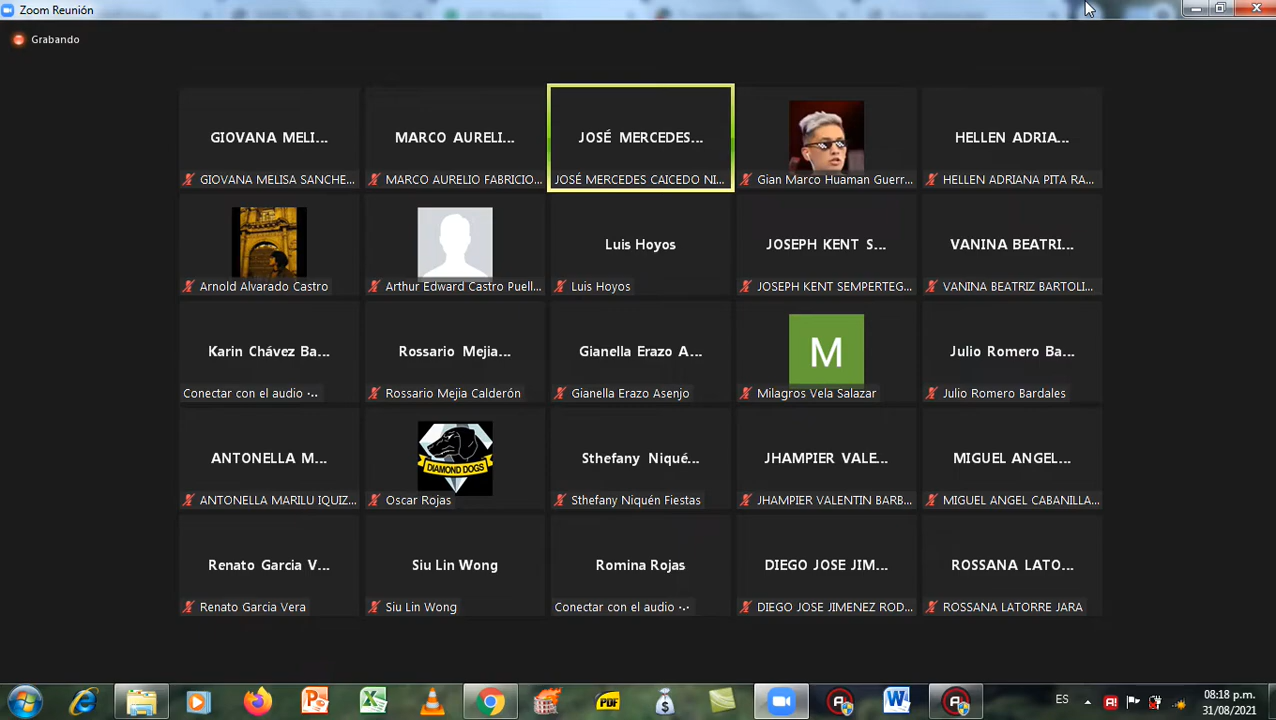 Zoom Reunión
Grabando
GIOVANA MELI... MARCO AURELI... JOSÉ MERCEDES... HELLEN ADRIA...
GIOVANA MELISA SANCHE... MARCO AURELIO FABRICIO... JOSÉ MERCEDES CAICEDO NI... Gian Marco Huaman Guerr... HELLEN ADRIANA PITA RA...
Luis Hoyos JOSEPH KENT S... VANINA BEATRI...
Arnold Alvarado Castro Arthur Edward Castro Puell... Luis Hoyos JOSEPH KENT SEMPERTEG... VANINA BEATRIZ BARTOLI...
Karin Chávez Ba... Rossario Mejia... Gianella Erazo A... M Julio Romero Ba...
Conectar con el audio Rossario Mejia Calderón Gianella Erazo Asenjo Milagros Vela Salazar Julio Romero Bardales
ANTONELLA M... DIAMOND DOGS Sthefany Niqué... JHAMPIER VALE... MIGUEL ANGEL...
ANTONELLA MARILU IQUIZ... Oscar Rojas Sthefany Niquén Fiestas JHAMPIER VALENTIN BARB... MIGUEL ANGEL CABANILLA...
Renato Garcia V... Siu Lin Wong Romina Rojas DIEGO JOSE JIM... ROSSANA LATO...
Renato Garcia Vera Siu Lin Wong Conectar con el audio DIEGO JOSE JIMENEZ ROD... ROSSANA LATORRE JARA
PDF ES 08:18 p.m.
31/08/2021